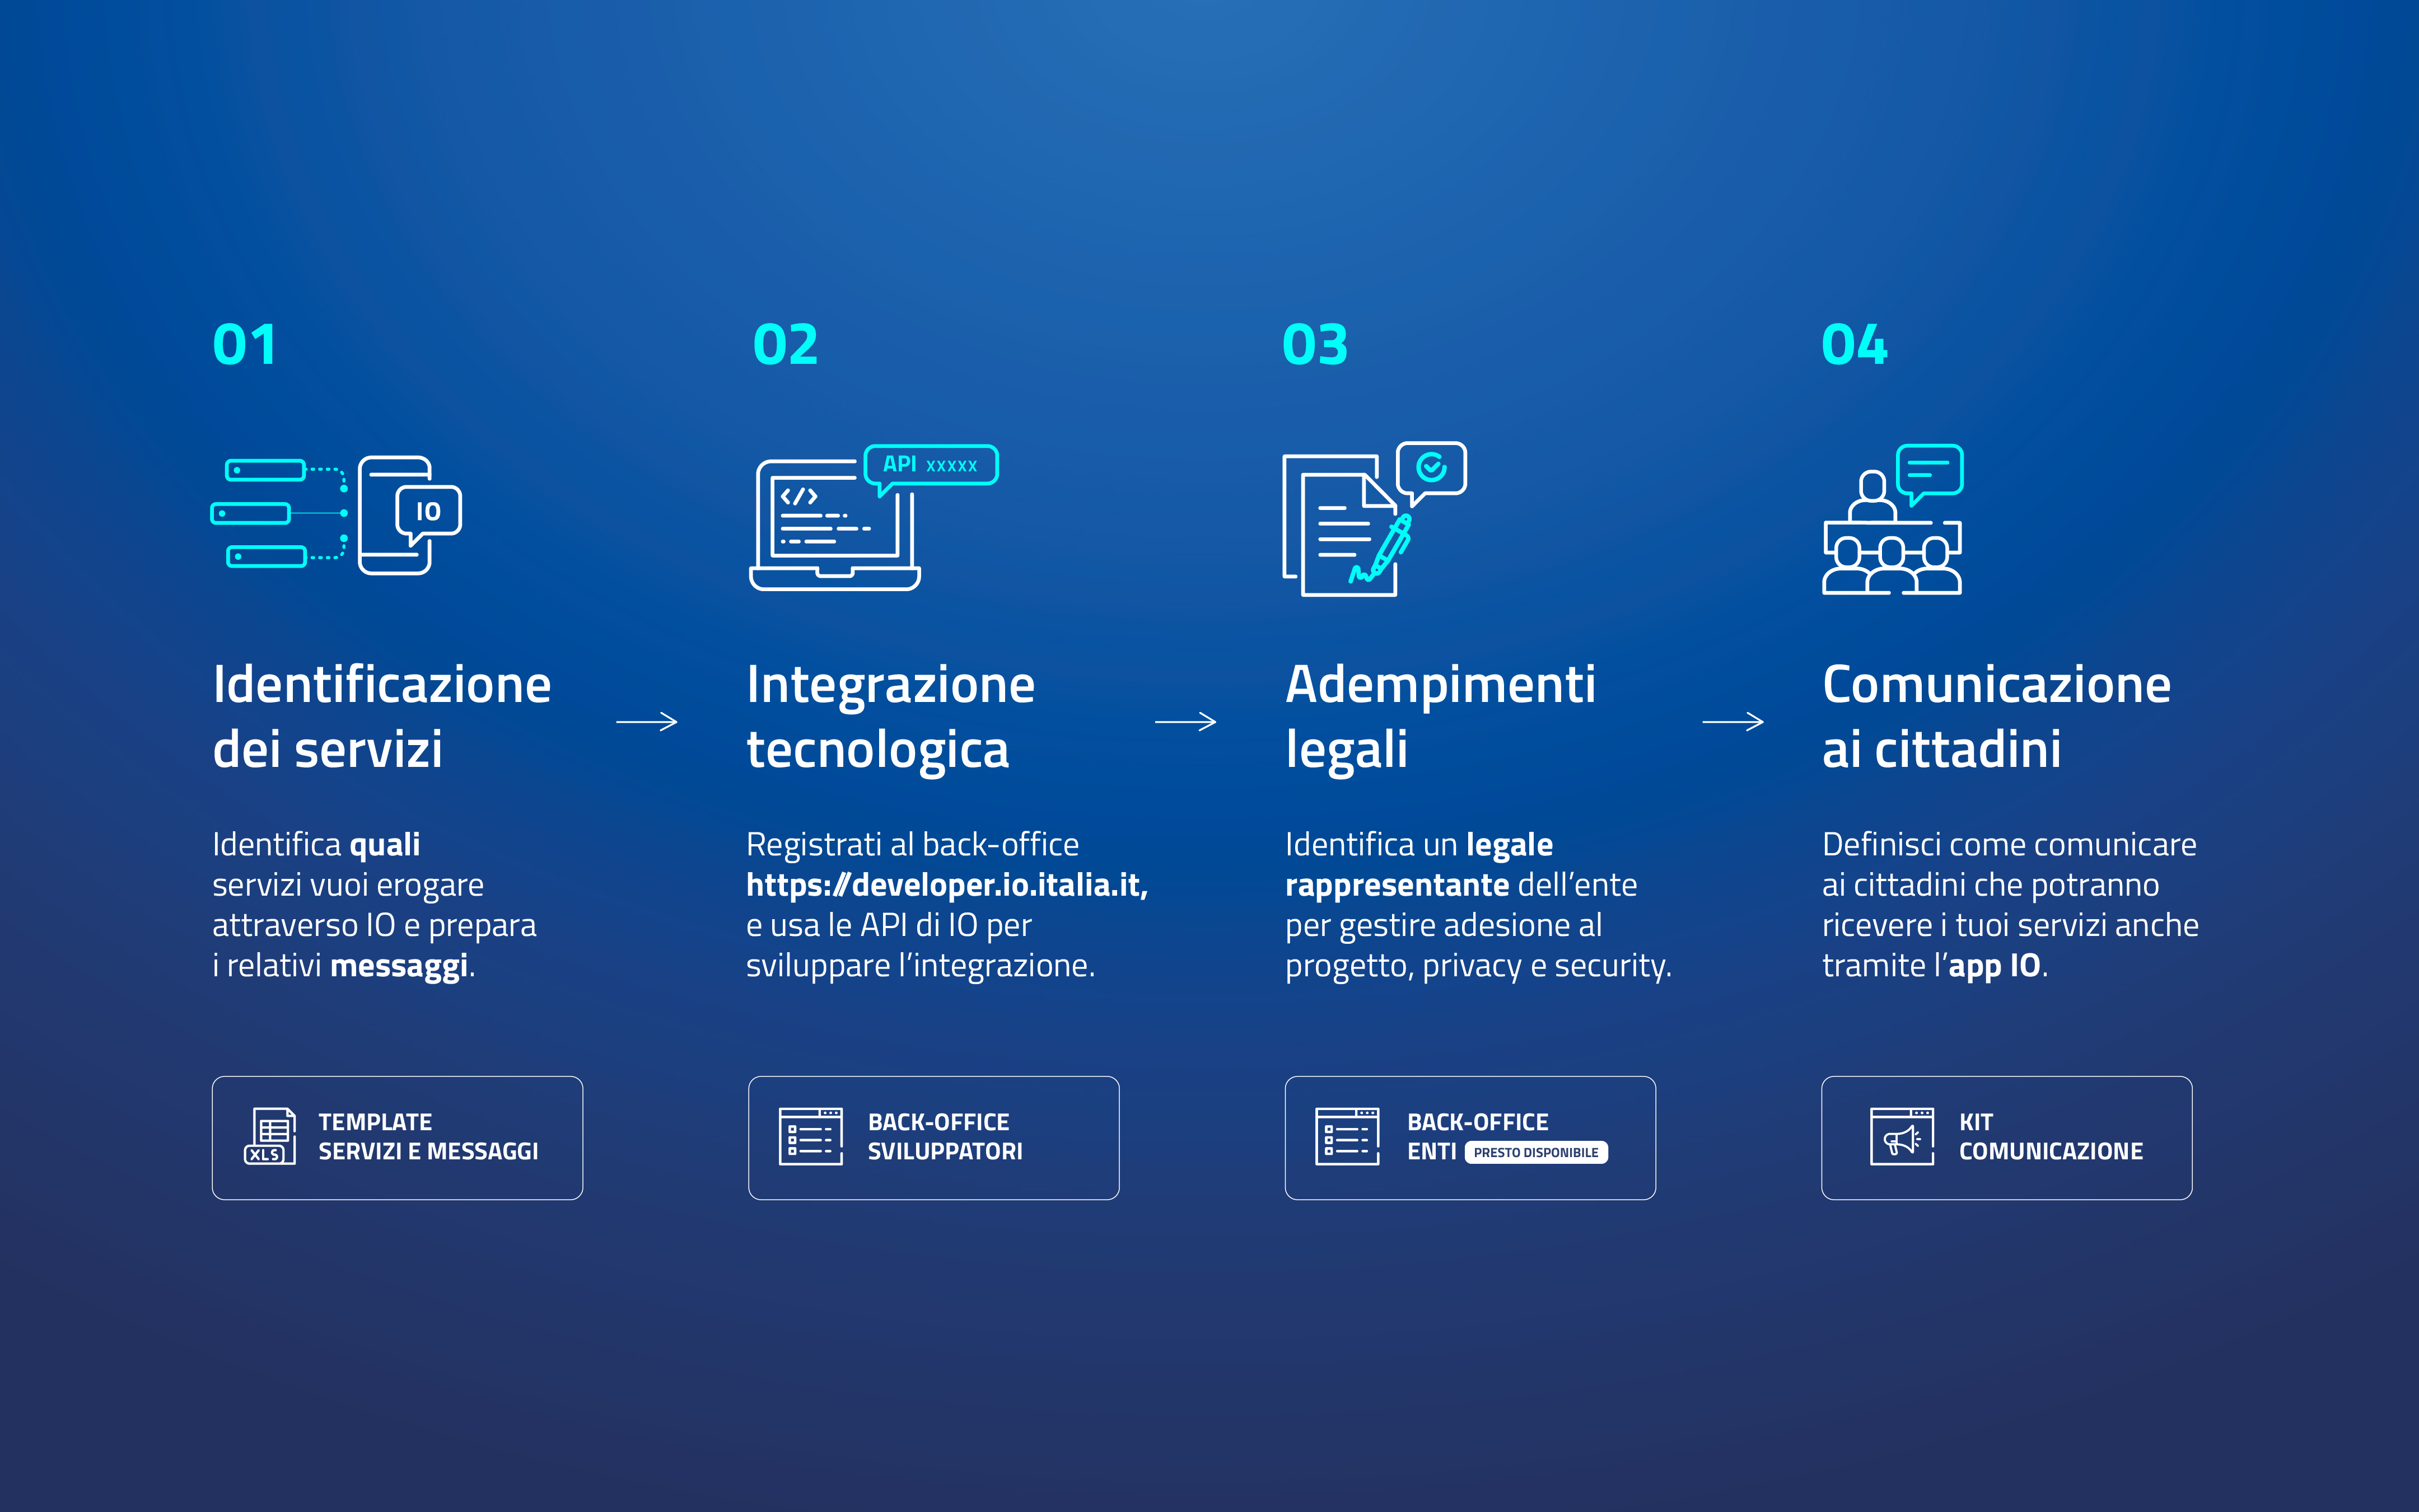 01
IO
Identificazione
dei servizi
Identifica quali
servizi vuoi erogare
attraverso IO e prepara
i relativi messaggi.
XLS
TEMPLATE
SERVIZI E MESSAGGI
02
API xxxxx
</>
Integrazione
tecnologica
Registrati al back-office
https://developer.io.italia.it,
e usa le API di IO per
sviluppare l’integrazione.
BACK-OFFICE
SVILUPPATORI
03
Adempimenti
legali
Identifica un legale
rappresentante dell’ente
per gestire adesione al
progetto, privacy e security.
BACK-OFFICE
ENTI PRESTO DISPONIBILE
04
Comunicazione
ai cittadini
Definisci come comunicare
ai cittadini che potranno
ricevere i tuoi servizi anche
tramite l’app IO.
KIT
COMUNICAZIONE